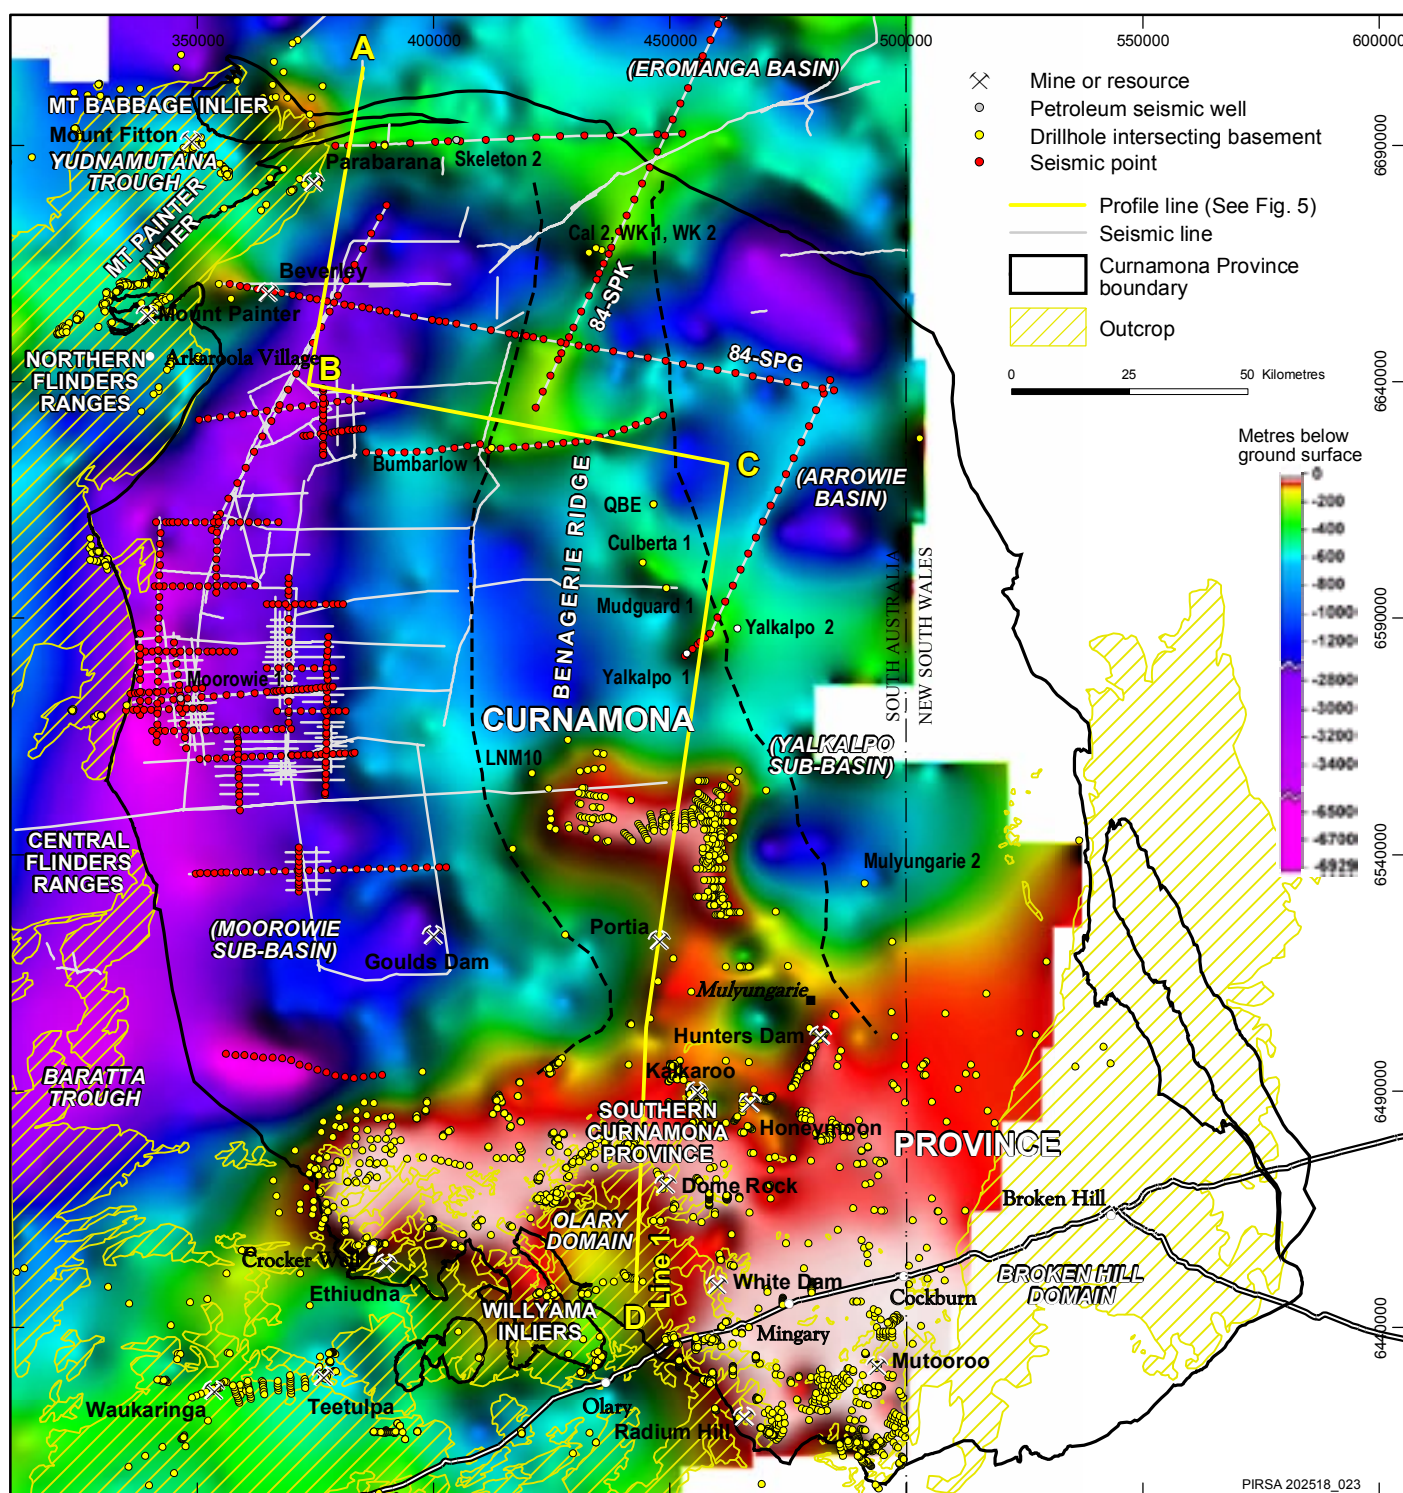 350000
400000
450000
500000
550000
600000
A
(EROMANGA BASIN)
Mine or resource
Petroleum seismic well
Drillhole intersecting basement
Seismic point
Profile line (See Fig. 5)
Seismic line
Curnamona Province
boundary
Outcrop
0 25 50 Kilometres
Metres below
ground surface
0
-200
-400
-600
-800
-1000
-1200
-2800
-3000
-3200
-3400
-6500
-6700
-6929
6690000
6640000
6590000
6540000
6490000
6440000
MT BABBAGE INLIER
Mount Fitton
YUDNAMUTANA
TROUGH
Parabarana
Skeleton 2
MT PAINTER
INLIER
Cal 2, WK 1, WK 2
Beverley
84-SPK
Mount Painter
NORTHERN
FLINDERS
RANGES
Arkaroola Village
B
84-SPG
Bumbarlow 1
C
(ARROWIE
BASIN)
QBE
BENAGERIE RIDGE
Culberta 1
SOUTH AUSTRALIA
NEW SOUTH WALES
Mudguard 1
Yalkalpo 2
Moorowie 1
Yalkalpo 1
CURNAMONA
LNM10
(YALKALPO
SUB-BASIN)
CENTRAL
FLINDERS
RANGES
Mulyungarie 2
(MOOROWIE
SUB-BASIN)
Portia
Goulds Dam
Mulyungarie
Hunters Dam
BARATTA
TROUGH
Kalkaroo
SOUTHERN
CURNAMONA
PROVINCE
Honeymoon
PROVINCE
Dome Rock
Broken Hill
OLARY
DOMAIN
Crocker Well
Ethiudna
Line 1
White Dam
BROKEN HILL
DOMAIN
Cockburn
WILLYAMA
INLIERS
D
Mingary
Mutooroo
Waukaringa
Teetulpa
Olary
Radium Hill
PIRSA 202518_023